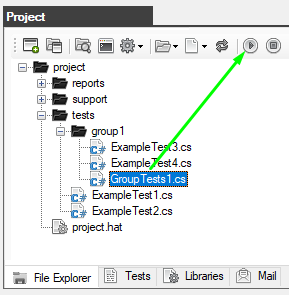 Project
project
reports
support
tests
group1
ExampleTest3.cs
ExampleTest4.cs
GroupTests1.cs
ExampleTest1.cs
ExampleTest2.cs
project.hat
File Explorer Tests Libraries Mail